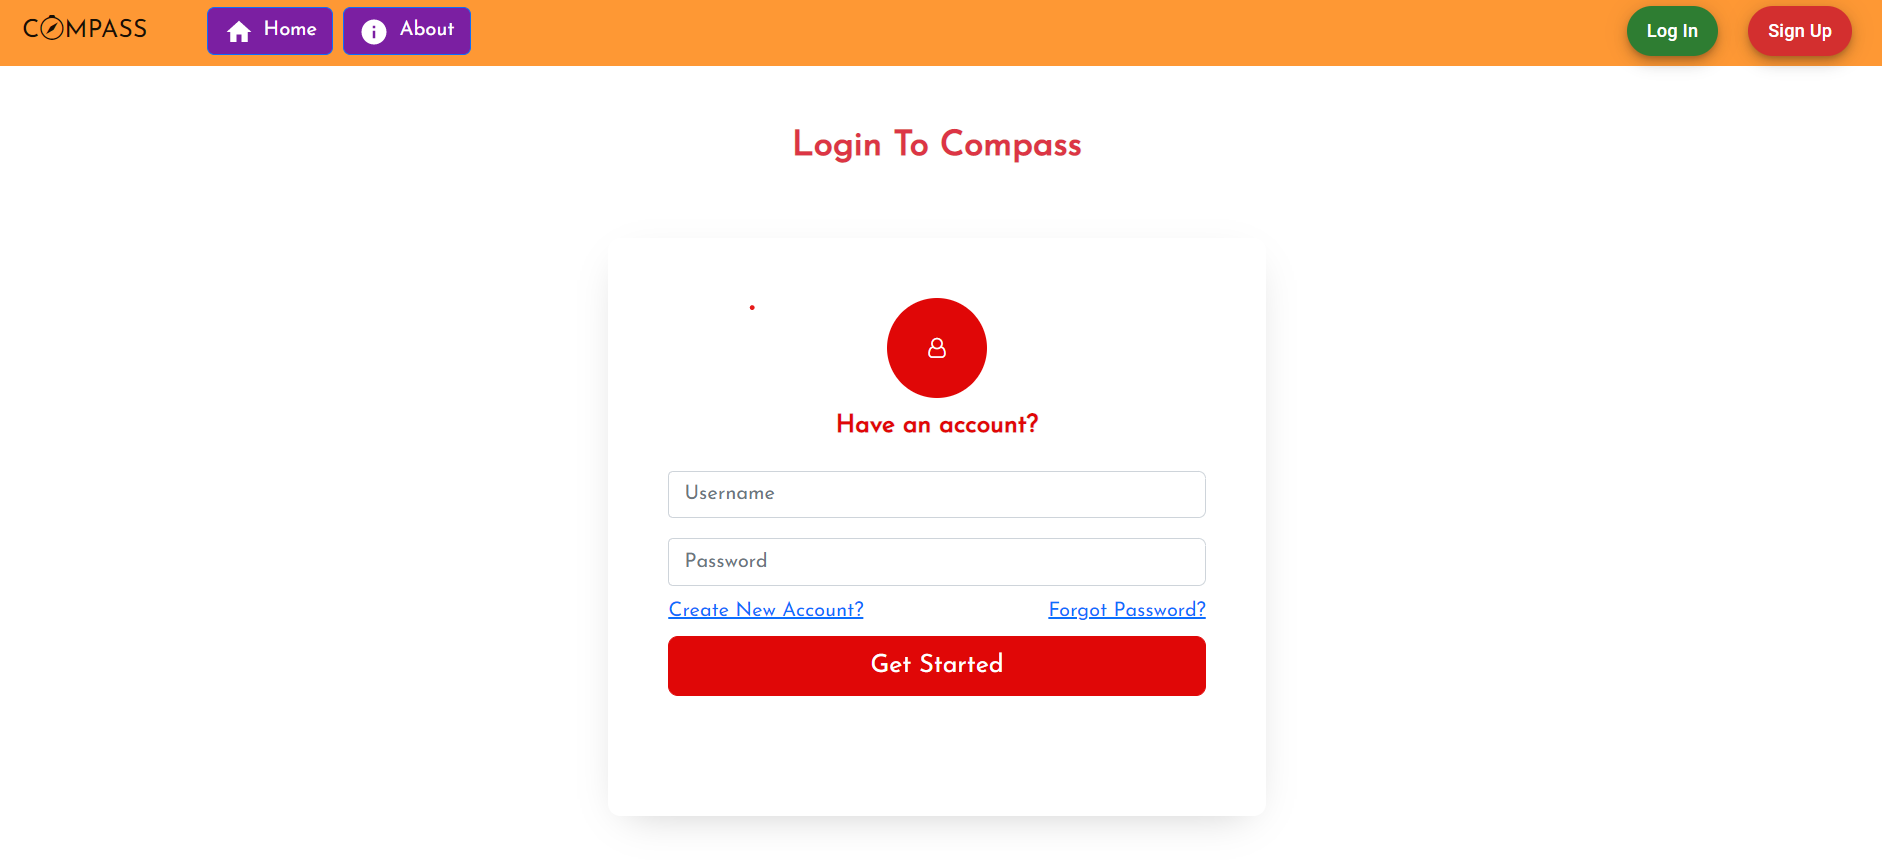 COMPASS
Home
About
Log In
Sign Up
Login To Compass
Have an account?
Username
Password
Create New Account?
Forgot Password?
Get Started